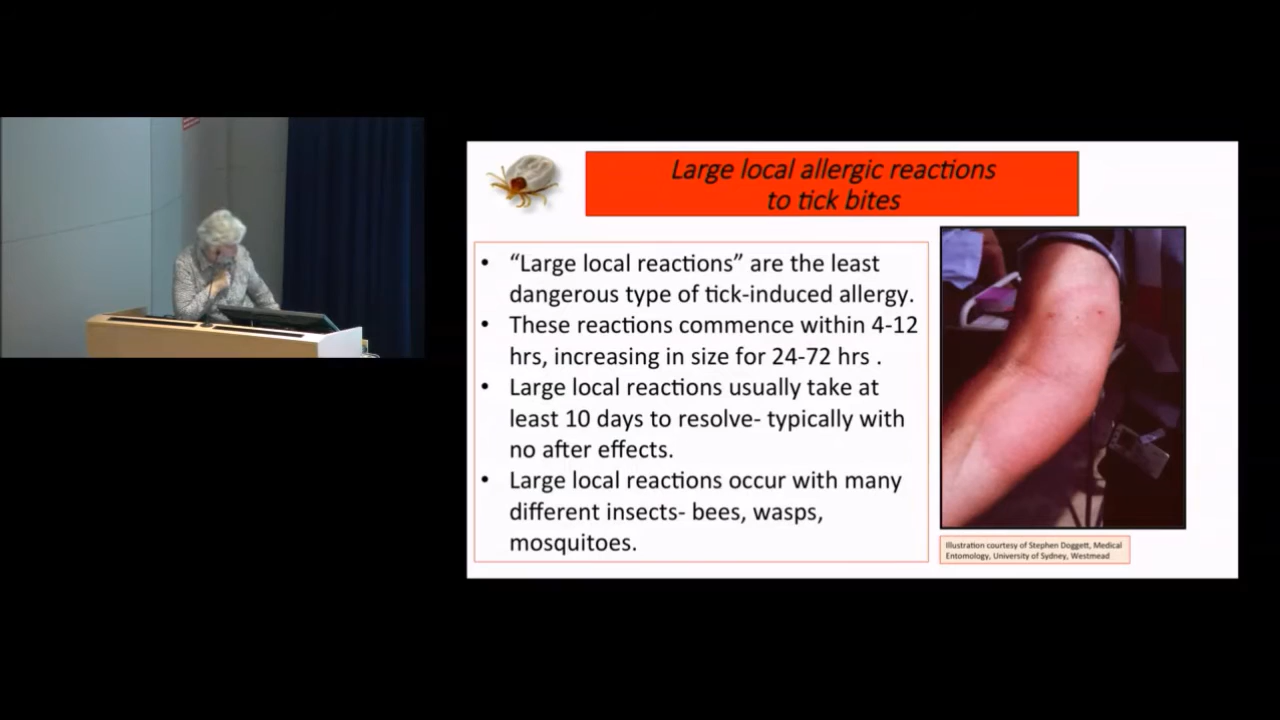 Large local allergic reactions
to tick bites
• “Large local reactions” are the least
dangerous type of tick-induced allergy.
• These reactions commence within 4-12
hrs, increasing in size for 24-72 hrs .
• Large local reactions usually take at
least 10 days to resolve- typically with
no after effects.
• Large local reactions occur with many
different insects- bees, wasps,
mosquitoes.
Illustration courtesy of Stephen Doggett, Medical
Entomology, University of Sydney, Westmead